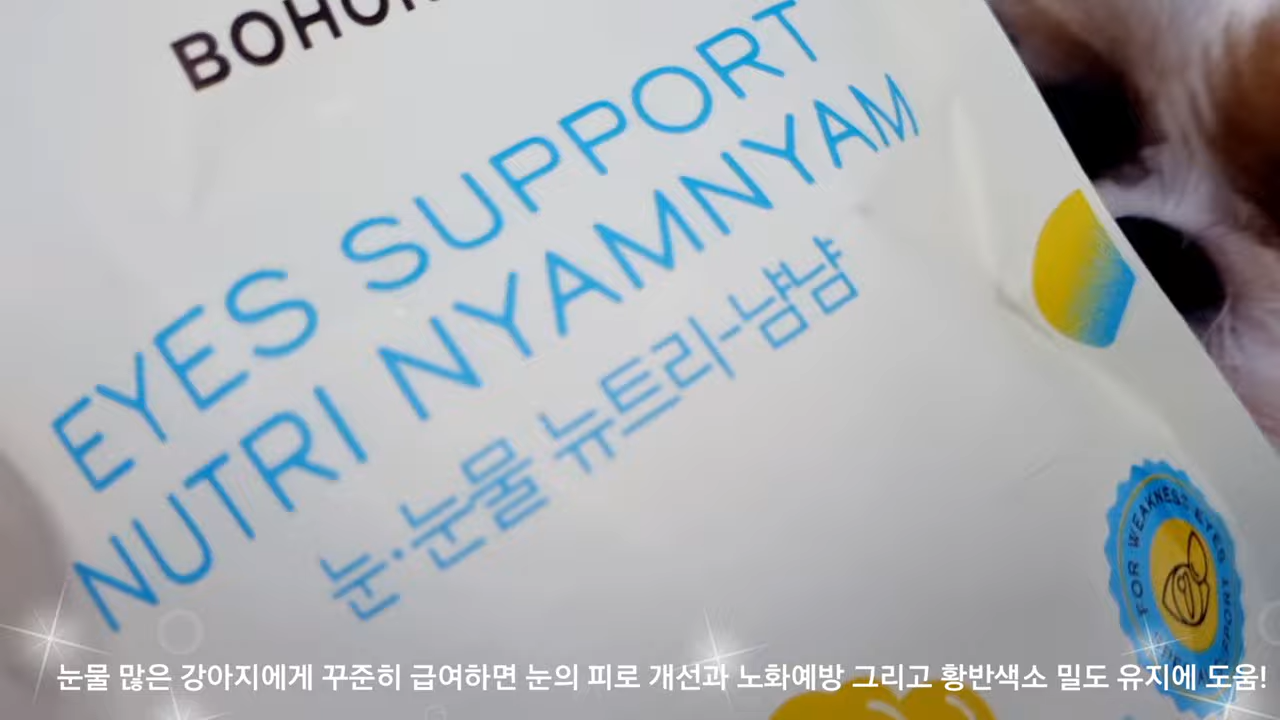 EYES SUPPORT
NUTRI NYAMNYAM
눈·눈물 뉴트라-냠냠
FOR WEAKNESS EYES
눈물 많은 강아지에게 꾸준히 급여하면 눈의 피로 개선과 노화예방 그리고 황반색소 밀도 유지에 도움!